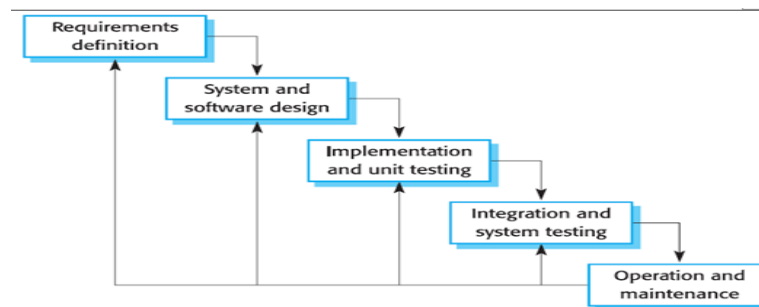 Requirements
definition
System and
software design
Implementation
and unit testing
Integration and
system testing
Operation and
maintenance